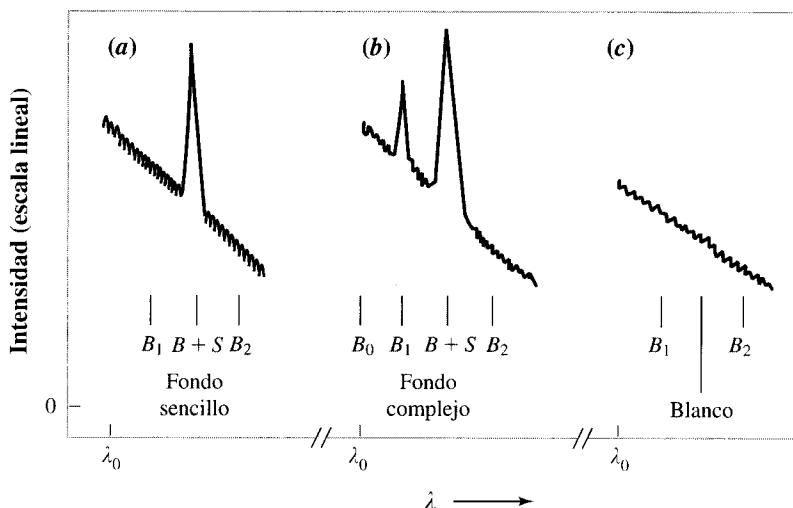 (a)
(b)
(c)
Intensidad (escala lineal)
B₁ B + S B₂
B₀ B₁ B + S B₂
B₁ B₂
Fondo
sencillo
Fondo
complejo
Blanco
0
λ₀
λ₀
λ₀
λ